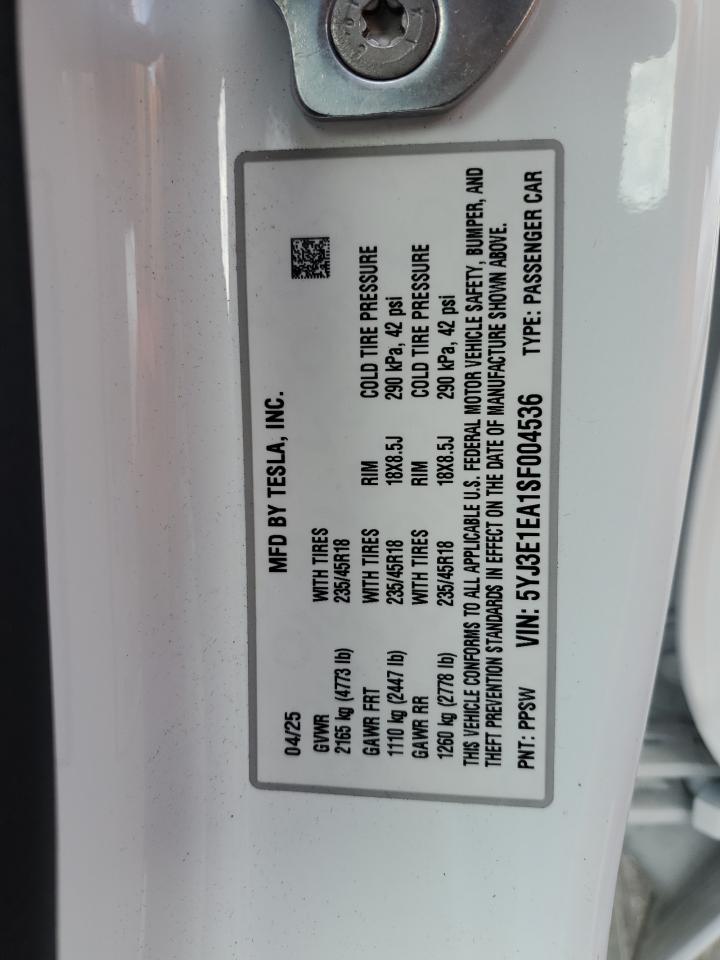 MFD BY TESLA, INC.
04/25
GVWR WITH TIRES
2165 kg (4773 lb) 235/45R18
GAWR FRT WITH TIRES RIM COLD TIRE PRESSURE
1110 kg (2447 lb) 235/45R18 18X8.5J 290 kPa, 42 psi
GAWR RR WITH TIRES RIM COLD TIRE PRESSURE
1260 kg (2778 lb) 235/45R18 18X8.5J 290 kPa, 42 psi
THIS VEHICLE CONFORMS TO ALL APPLICABLE U.S. FEDERAL MOTOR VEHICLE SAFETY, BUMPER, AND
THEFT PREVENTION STANDARDS IN EFFECT ON THE DATE OF MANUFACTURE SHOWN ABOVE.
PNT: PPSW VIN: 5YJ3E1EA1SF004536 TYPE: PASSENGER CAR